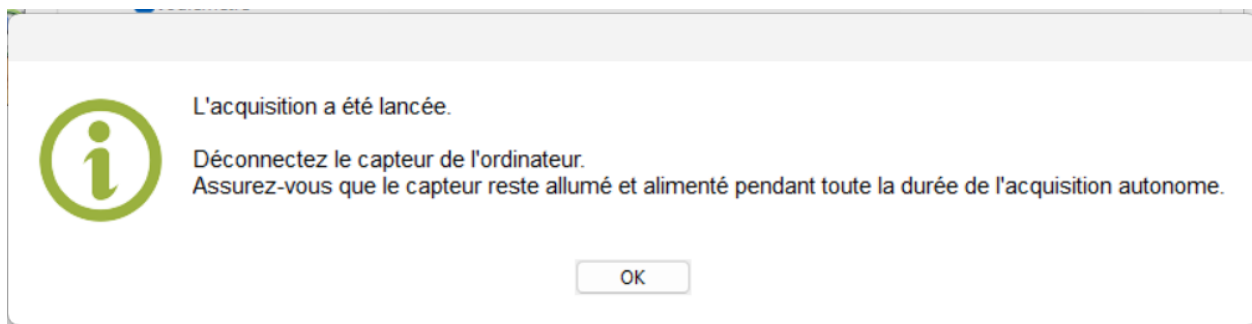 L'acquisition a été lancée.
Déconnectez le capteur de l'ordinateur.
Assurez-vous que le capteur reste allumé et alimenté pendant toute la durée de l'acquisition autonome.
OK